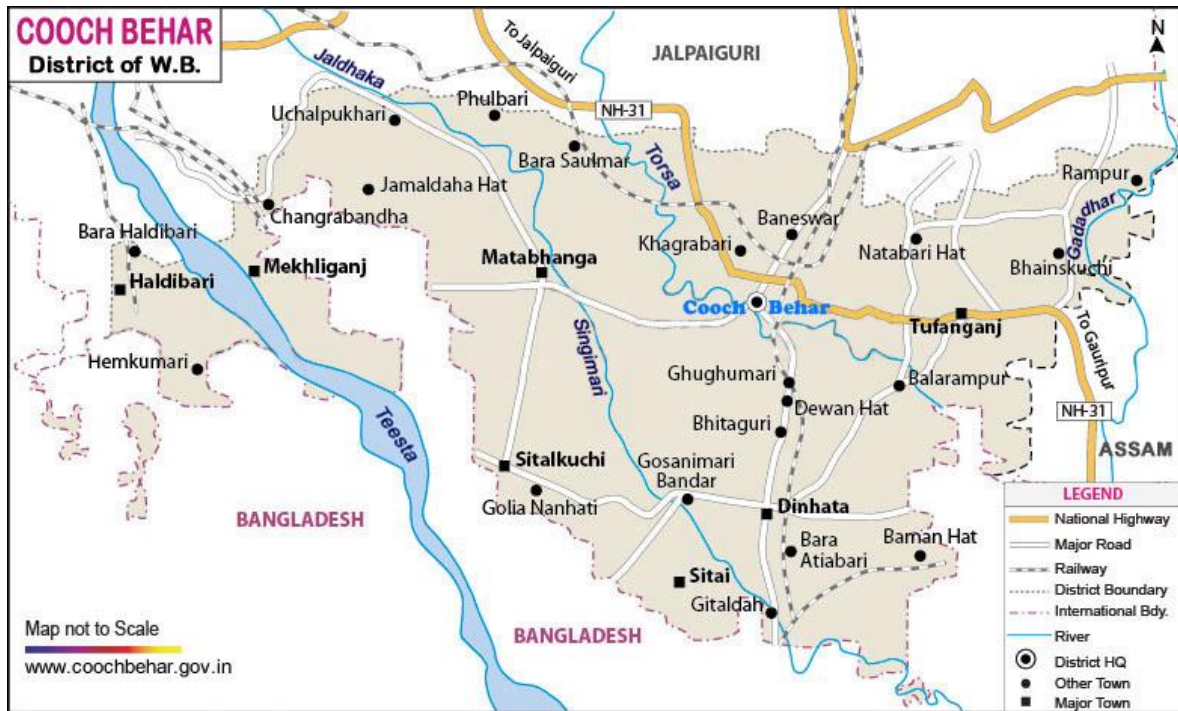 COOCH BEHAR
District of W.B.
N
JALPAIGURI
To Jalpaiguri
NH-31
Jaldhaka
Uchalpukhari
Phulbari
Bara Saulmar
Torsa
Jamaldaha Hat
Changrabandha
Rampur
Gadadhar
Bara Haldibari
Haldibari
Mekhliganj
Matabhanga
Khagrabari
Baneswar
Natabari Hat
Bhainskuchi
Cooch Behar
Tufanganj
To Gauripur
Hemkumari
Singimari
Ghughumari
Dewan Hat
Balarampur
Bhitaguri
NH-31
ASSAM
Teesta
Sitalkuchi
Golia Nanhati
Gosanimari
Bandar
Dinhata
BANGLADESH
Bara
Atiabari
Baman Hat
Sitai
Gitaldah
BANGLADESH
Map not to Scale
www.coochbehar.gov.in
LEGEND
National Highway
Major Road
Railway
District Boundary
International Bdy.
River
District HQ
Other Town
Major Town